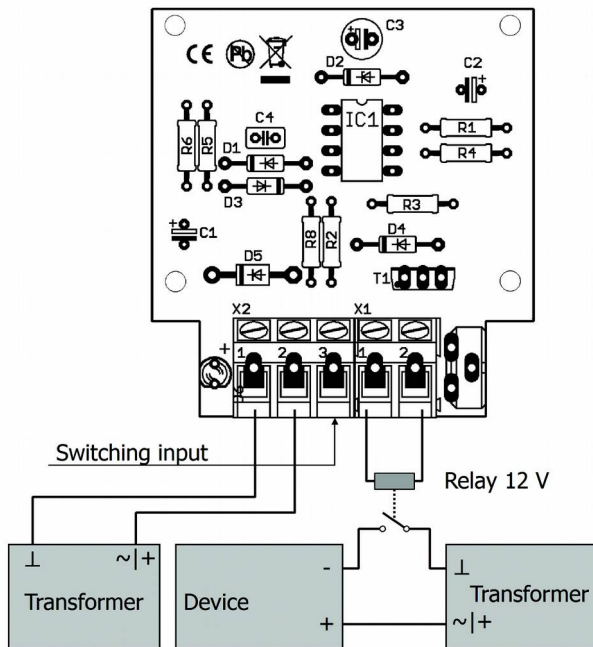 CE
Pb
C3
D2
C2
IC1
C4
R6
R5
D1
R1
R4
D3
R3
C1
R8
R2
D4
D5
T1
X2
X1
1
2
3
1
2
Switching input
Relay 12 V
⊥
~|+
-
⊥
Transformer
Device
Transformer
+
~|+